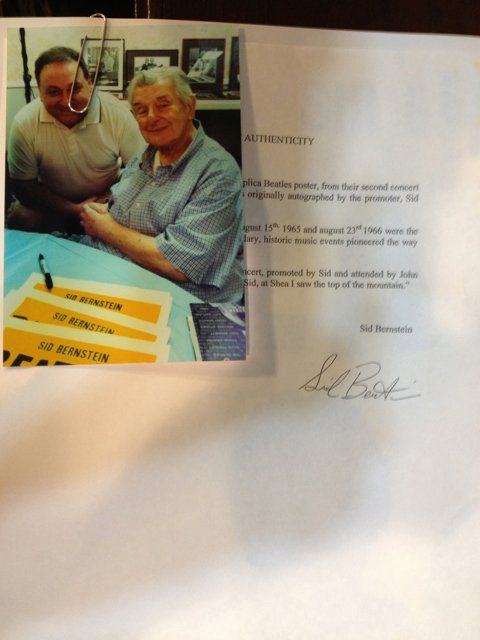 AUTHENTICITY
plica Beatles poster, from their second concert
originally autographed by the promoter, Sid
gust 15th. 1965 and august 23rd 1966 were the
dary, historic music events pioneered the way
ncert, promoted by Sid and attended by John
Sid, at Shea I saw the top of the mountain."
Sid Bernstein
SID BERNSTEIN
SID BERNSTEIN
SID BERNSTEIN